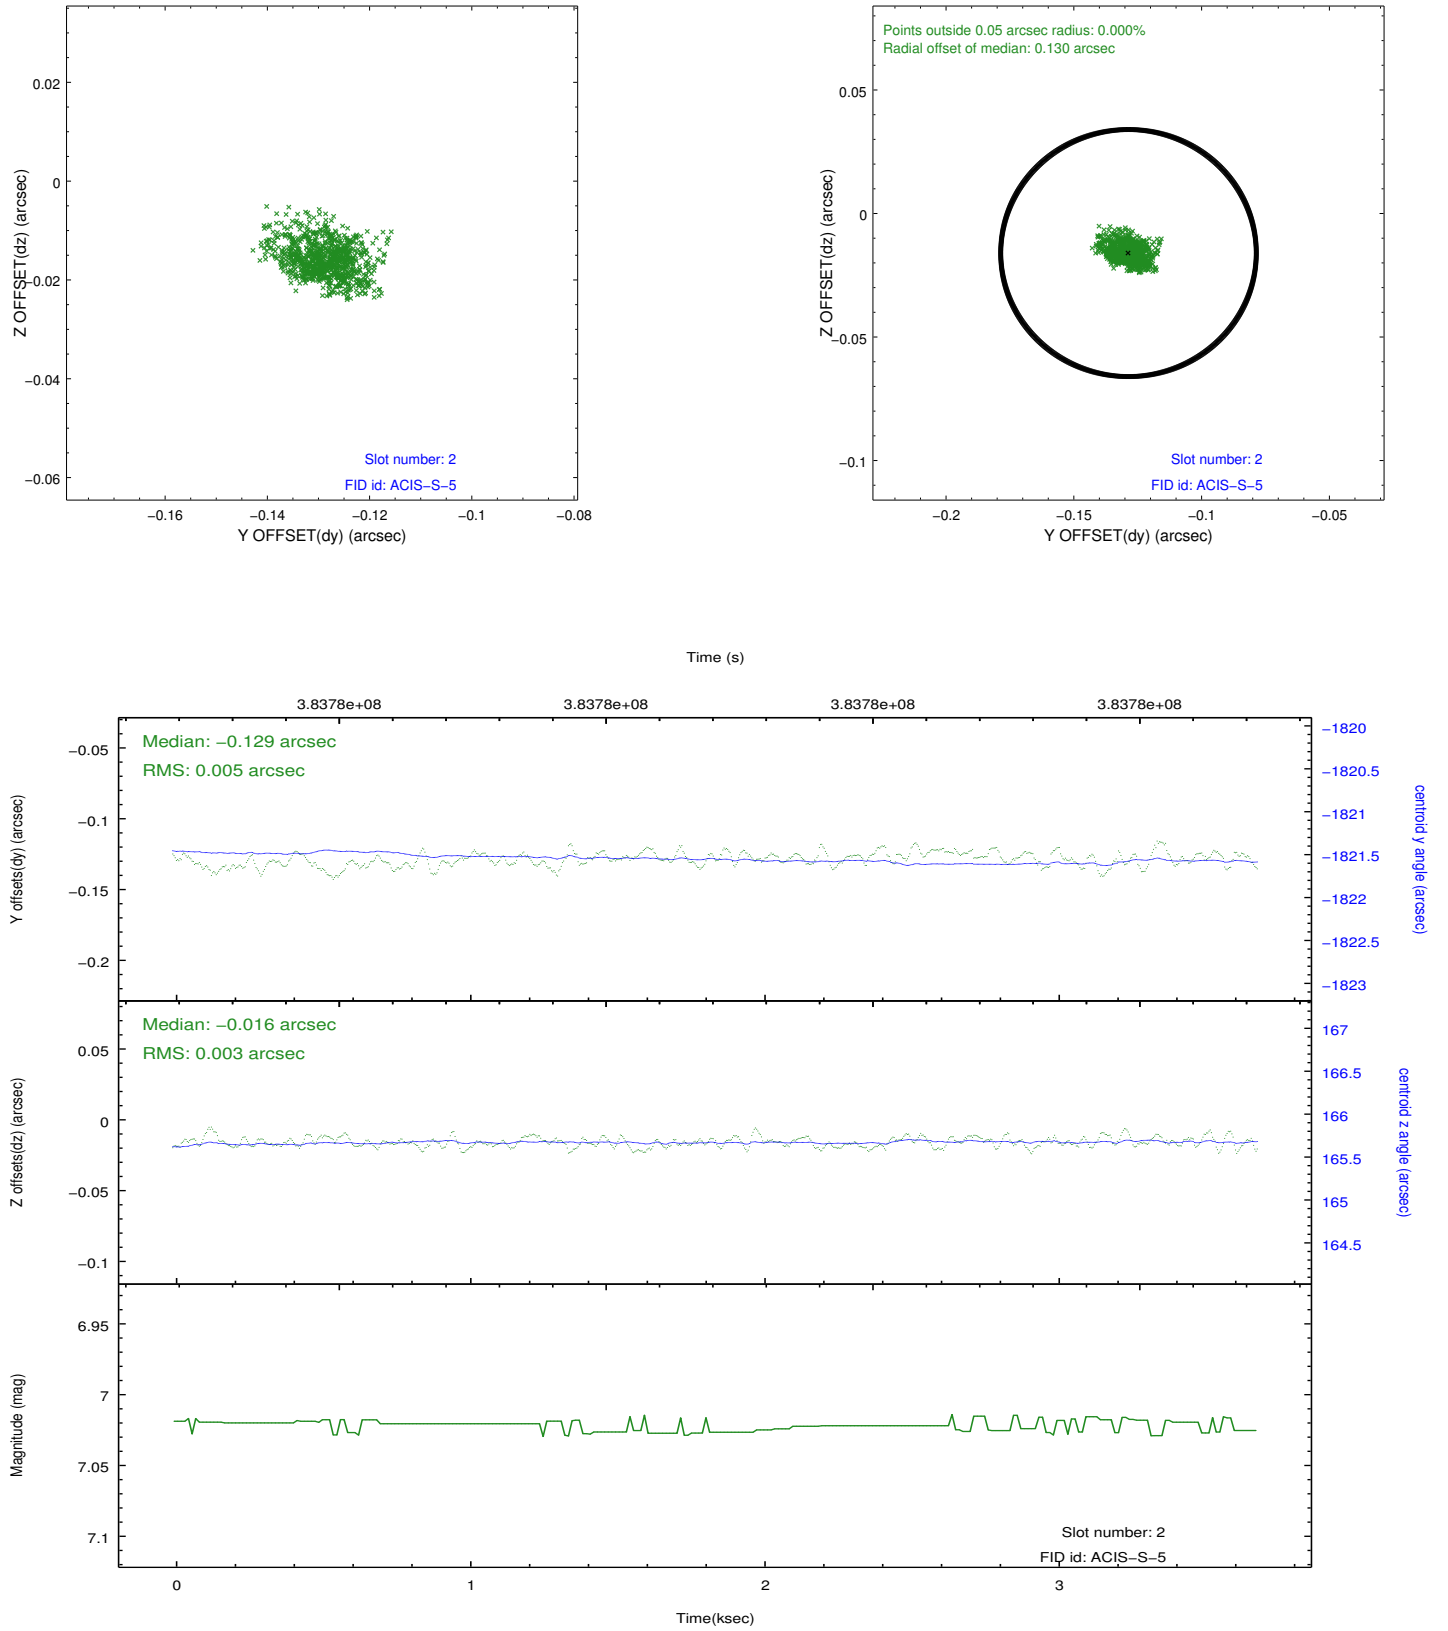 0.02
0
−0.02
−0.04
−0.06
Z OFFSET(dz) (arcsec)
Slot number: 2
FID id: ACIS−S−5
−0.16
−0.14
−0.12
−0.1
−0.08
Y OFFSET(dy) (arcsec)
Points outside 0.05 arcsec radius: 0.000%
Radial offset of median: 0.130 arcsec
0.05
0
−0.05
−0.1
Z OFFSET(dz) (arcsec)
Slot number: 2
FID id: ACIS−S−5
−0.2
−0.15
−0.1
−0.05
Y OFFSET(dy) (arcsec)
Time (s)
3.8378e+08
3.8378e+08
3.8378e+08
3.8378e+08
Median: −0.129 arcsec
RMS: 0.005 arcsec
−0.05
−0.1
−0.15
−0.2
Y offsets(dy) (arcsec)
−1820
−1820.5
−1821
−1821.5
−1822
−1822.5
−1823
centroid y angle (arcsec)
Median: −0.016 arcsec
RMS: 0.003 arcsec
0.05
0
−0.05
−0.1
Z offsets(dz) (arcsec)
167
166.5
166
165.5
165
164.5
centroid z angle (arcsec)
6.95
7
7.05
7.1
Magnitude (mag)
Slot number: 2
FID id: ACIS−S−5
0
1
2
3
Time(ksec)